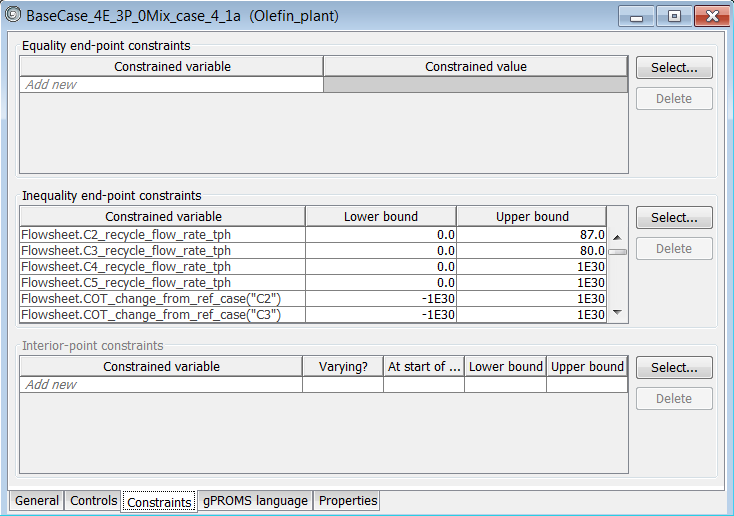 BaseCase_4E_3P_0Mix_case_4_1a (Olefin_plant)
Equality end-point constraints
Constrained variable Constrained value Select...
Add new
Delete
Inequality end-point constraints
Constrained variable Lower bound Upper bound Select...
Flowsheet.C2_recycle_flow_rate_tph 0.0 87.0
Flowsheet.C3_recycle_flow_rate_tph 0.0 80.0 Delete
Flowsheet.C4_recycle_flow_rate_tph 0.0 1E30
Flowsheet.C5_recycle_flow_rate_tph 0.0 1E30
Flowsheet.COT_change_from_ref_case("C2") -1E30 1E30
Flowsheet.COT_change_from_ref_case("C3") -1E30 1E30
Interior-point constraints
Constrained variable Varying? At start of ... Lower bound Upper bound Select...
Add new
Delete
General Controls Constraints gPROMS language Properties